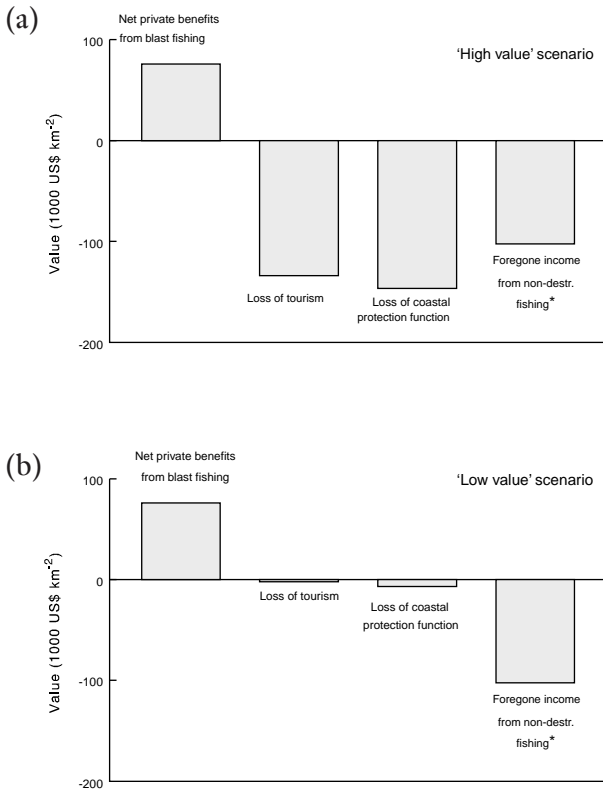 (a)
Net private benefits
from blast fishing
'High value' scenario
100
0
-100
-200
Value (1000 US$ km-2)
Loss of tourism
Loss of coastal
protection function
Foregone income
from non-destr.
fishing*
(b)
Net private benefits
from blast fishing
'Low value' scenario
100
0
-100
-200
Value (1000 US$ km-2)
Loss of tourism
Loss of coastal
protection function
Foregone income
from non-destr.
fishing*